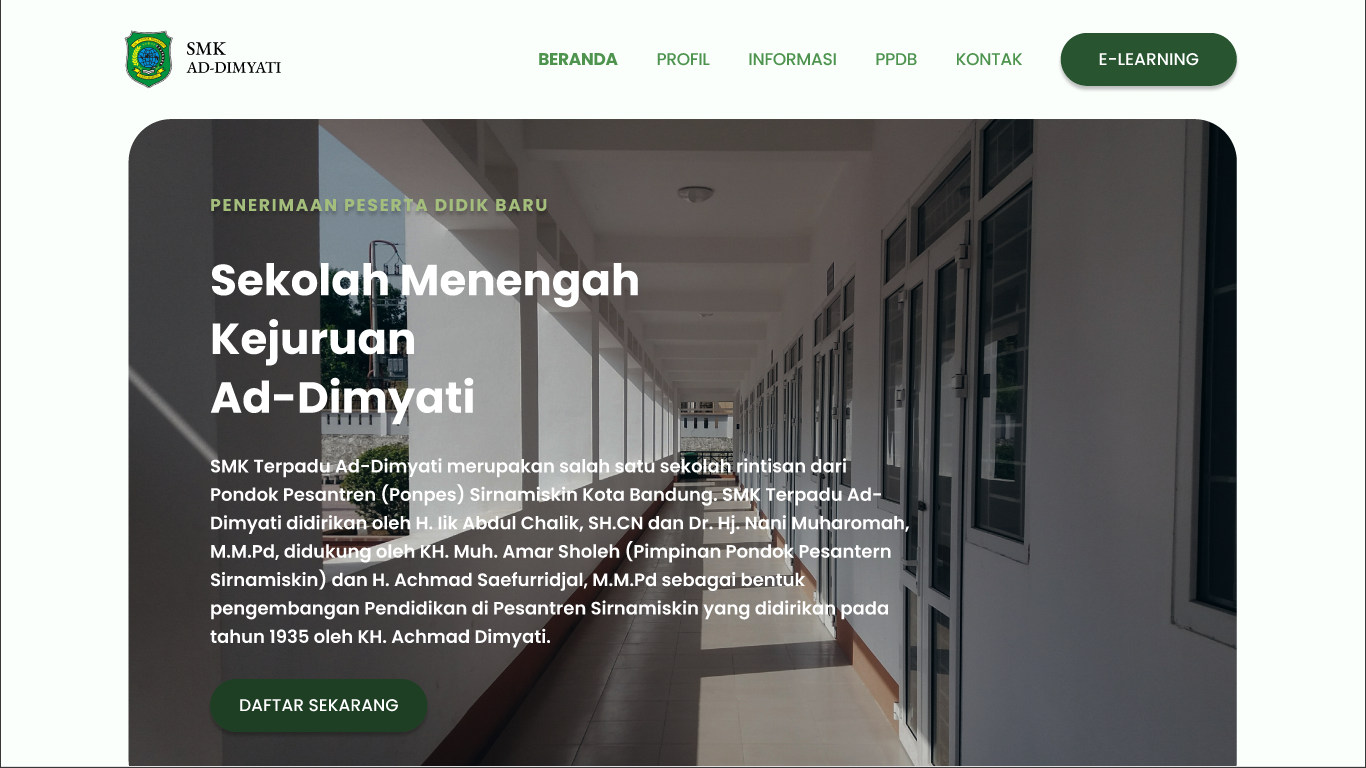 SMK
AD-DIMYATI
BERANDA PROFIL INFORMASI PPDB KONTAK E-LEARNING
PENERIMAAN PESERTA DIDIK BARU
Sekolah Menengah
Kejuruan
Ad-Dimyati
SMK Terpadu Ad-Dimyati merupakan salah satu sekolah rintisan dari
Pondok Pesantren (Ponpes) Sirnamiskin Kota Bandung. SMK Terpadu Ad-
Dimyati didirikan oleh H. Iik Abdul Chalik, SH.CN dan Dr. Hj. Nani Muharomah,
M.M.Pd, didukung oleh KH. Muh. Amar Sholeh (Pimpinan Pondok Pesantern
Sirnamiskin) dan H. Achmad Saefurridjal, M.M.Pd sebagai bentuk
pengembangan Pendidikan di Pesantren Sirnamiskin yang didirikan pada
tahun 1935 oleh KH. Achmad Dimyati.
DAFTAR SEKARANG